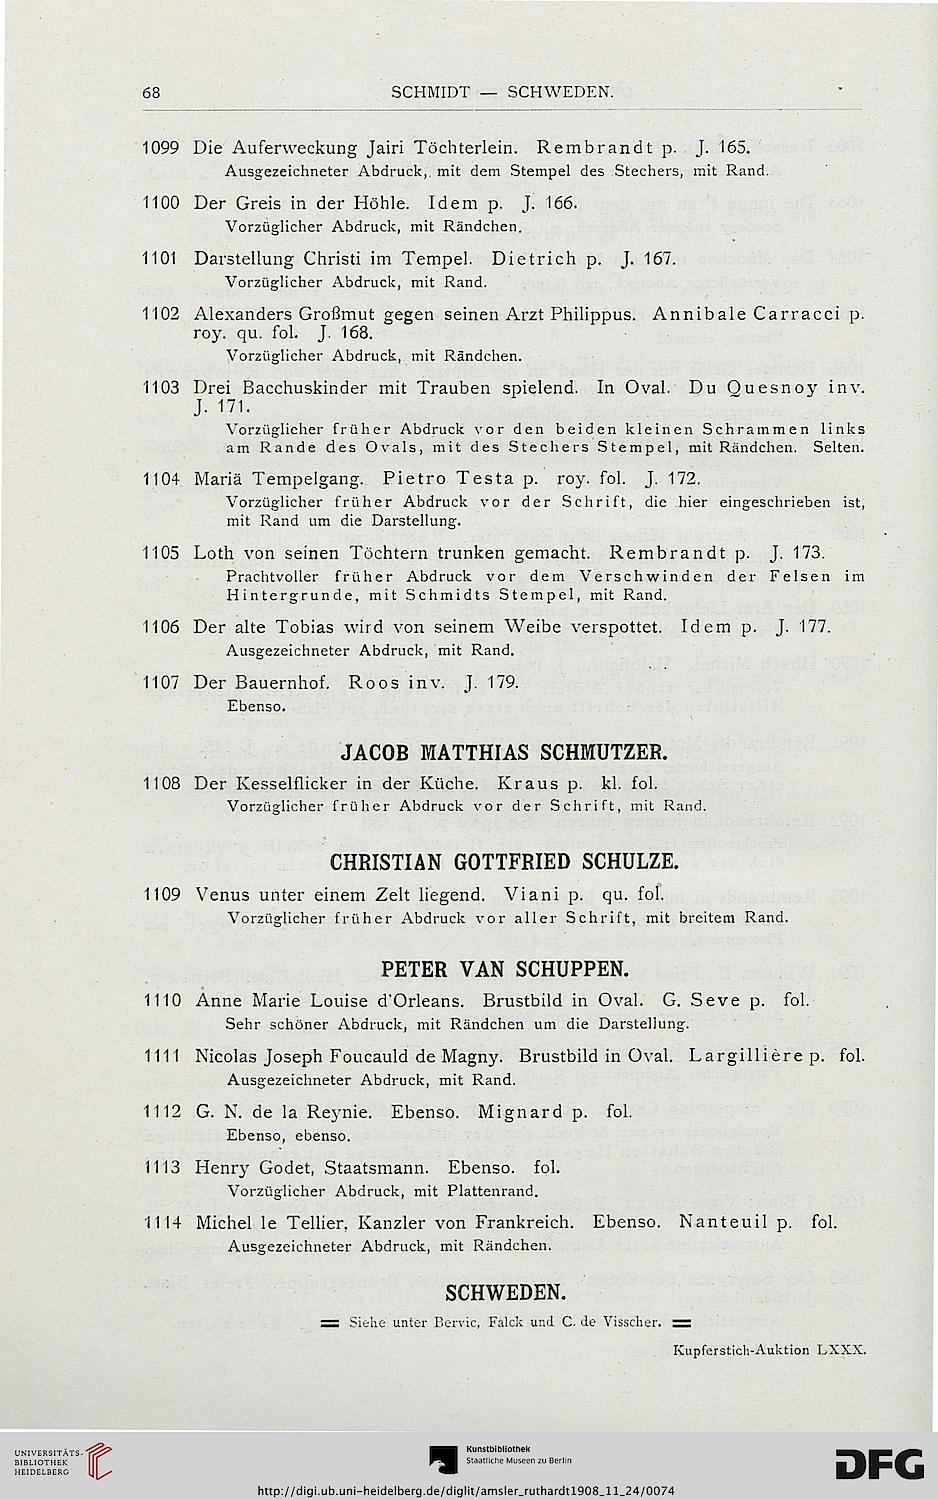 68 SCHMIDT — SCHWEDEN.
1099 Die Auferweckung Jairi Töchterlein. Rembrandt p. J. 165.
Ausgezeichneter Abdruck, mit dem Stempel des Stechers, mit Rand.
1100 Der Greis in der Höhle. Idem p. J. 166.
Vorzüglicher Abdruck, mit Rändchen.
1101 Darstellung Christi im Tempel. Dietrich p. J. 167.
Vorzüglicher Abdruck, mit Rand.
1102 Alexanders Großmut gegen seinen Arzt Philippus. Annibale Carracci p.
roy. qu. fol. J. 168.
Vorzüglicher Abdruck, mit Rändchen.
1103 Drei Bacchuskinder mit Trauben spielend. In Oval. Du Quesnoy inv.
J. 171.
Vorzüglicher früher Abdruck vor den beiden kleinen Schrammen links
am Rande des Ovals, mit des Stechers Stempel, mit Rändchen. Selten.
1104 Mariä Tempelgang. Pietro Testa p. roy. fol. J. 172.
Vorzüglicher früher Abdruck vor der Schrift, die hier eingeschrieben ist,
mit Rand um die Darstellung.
1105 Loth von seinen Töchtern trunken gemacht. Rembrandt p. J. 173.
Prachtvoller früher Abdruck vor dem Verschwinden der Felsen im
Hintergrunde, mit Schmidts Stempel, mit Rand.
1106 Der alte Tobias wird von seinem Weibe verspottet. Idem p. J. 177.
Ausgezeichneter Abdruck, mit Rand.
1107 Der Bauernhof. Roos inv. J. 179.
Ebenso.
JACOB MATTHIAS SCHMUTZER.
1108 Der Kesselflicker in der Küche. Kraus p. kl. fol.
Vorzüglicher früher Abdruck vor der Schrift, mit Rand.
CHRISTIAN GOTTFRIED SCHULZE.
1109 Venus unter einem Zelt liegend. Viani p. qu. fol.
Vorzüglicher früher Abdruck vor aller Schrift, mit breitem Rand.
PETER VAN SCHUPPEN.
1110 Anne Marie Louise d'Orleans. Brustbild in Oval. G. Seve p. fol.
Sehr schöner Abdruck, mit Rändchen um die Darstellung.
1111 Nicolas Joseph Foucauld de Magny. Brustbild in Oval. Largillière p. fol.
Ausgezeichneter Abdruck, mit Rand.
1112 G. N. de la Reynie. Ebenso. Mignard p. fol.
Ebenso, ebenso.
1113 Henry Godet, Staatsmann. Ebenso. fol.
Vorzüglicher Abdruck, mit Plattenrand.
1114 Michel le Tellier, Kanzler von Frankreich. Ebenso. Nanteuil p. fol.
Ausgezeichneter Abdruck, mit Rändchen.
SCHWEDEN.
= Siehe unter Bervic, Falck und C. de Visscher. =
Kupferstich-Auktion LXXX.
UNIVERSITÄTS-
BIBLIOTHEK
HEIDELBERG
Kunstbibliothek
Staatliche Museen zu Berlin
DFG
http://digi.ub.uni-heidelberg.de/diglit/amsler_ruthardt1908_11_24/0074